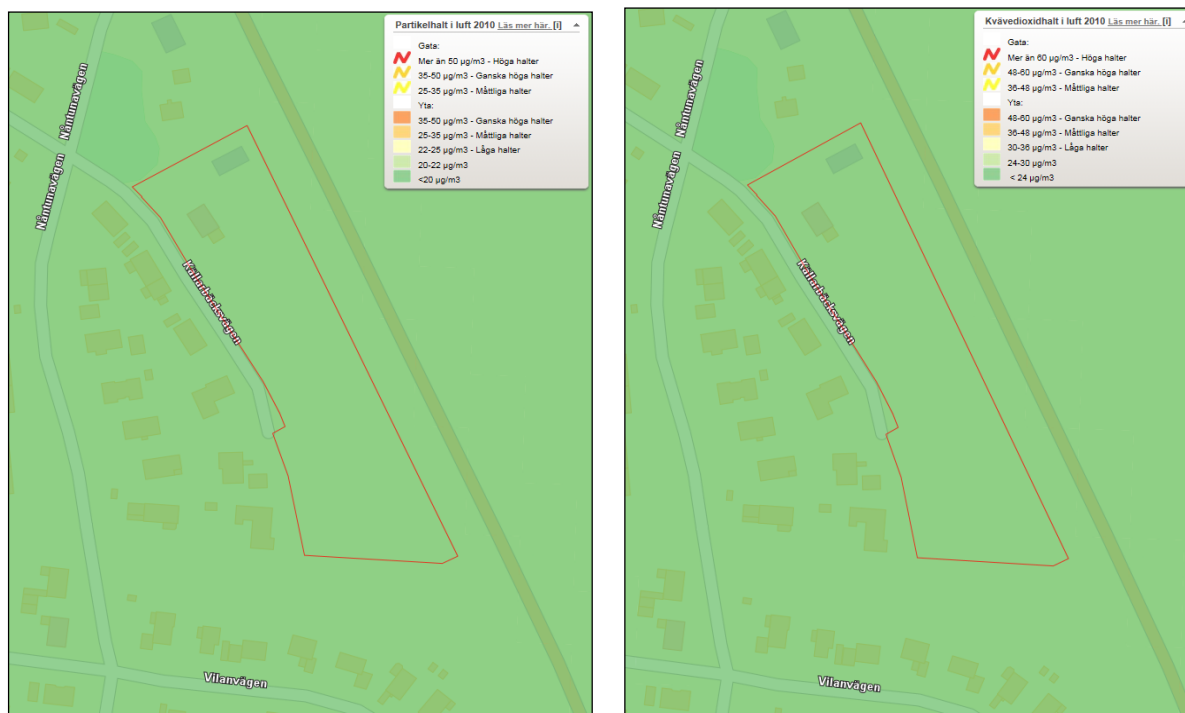 Partikelhalt i luft 2010 Läs mer här. [i]
Gata:
Mer än 50 µg/m3 - Höga halter
35-50 µg/m3 - Ganska höga halter
25-35 µg/m3 - Måttliga halter
Yta:
35-50 µg/m3 - Ganska höga halter
25-35 µg/m3 - Måttliga halter
22-25 µg/m3 - Låga halter
20-22 µg/m3
<20 µg/m3
Nåntunavägen
Nåntunavägen
Källarbäcksvägen
Vilanvägen
Kvävedioxidhalt i luft 2010 Läs mer här. [i]
Gata:
Mer än 60 µg/m3 - Höga halter
48-60 µg/m3 - Ganska höga halter
36-48 µg/m3 - Måttliga halter
Yta:
48-60 µg/m3 - Ganska höga halter
36-48 µg/m3 - Måttliga halter
30-36 µg/m3 - Låga halter
24-30 µg/m3
< 24 µg/m3
Nåntunavägen
Nåntunavägen
Källarbäcksvägen
Vilanvägen